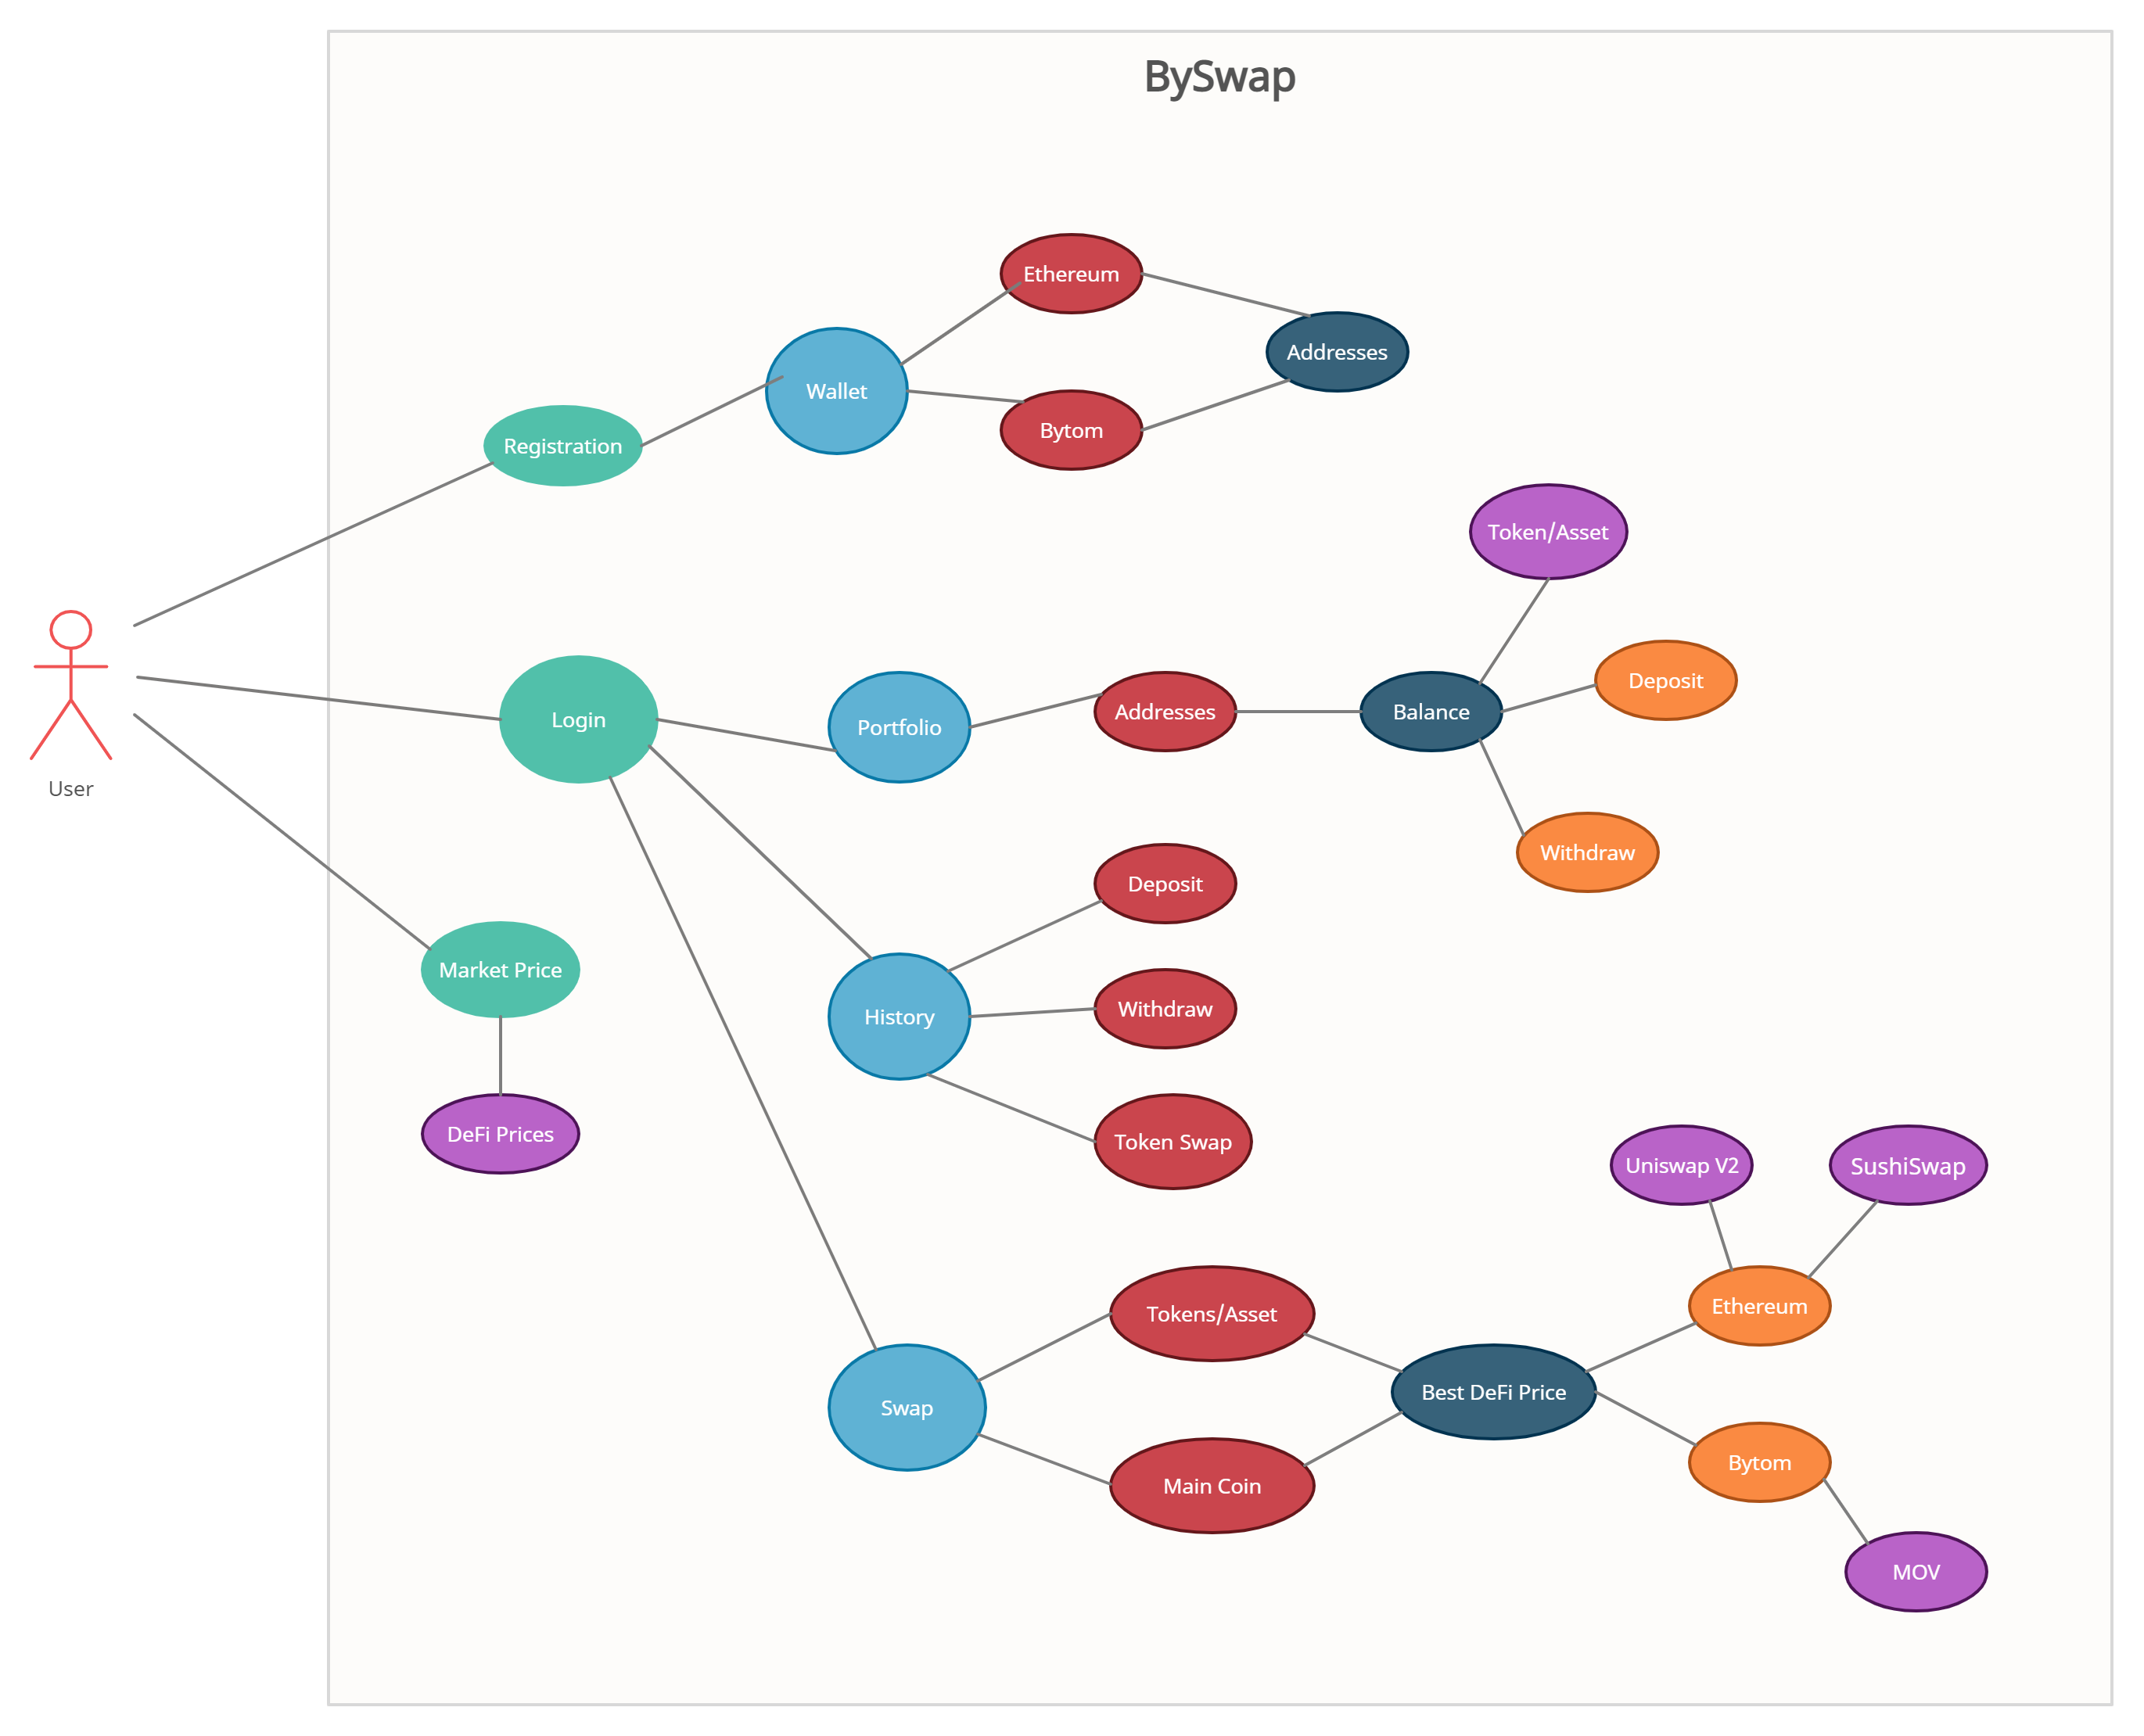 BySwap
Ethereum
Addresses
Wallet
Bytom
Registration
Token/Asset
Deposit
Login
Portfolio
Addresses
Balance
User
Withdraw
Deposit
Market Price
History
Withdraw
DeFi Prices
Token Swap
Uniswap V2
SushiSwap
Tokens/Asset
Ethereum
Swap
Best DeFi Price
Main Coin
Bytom
MOV